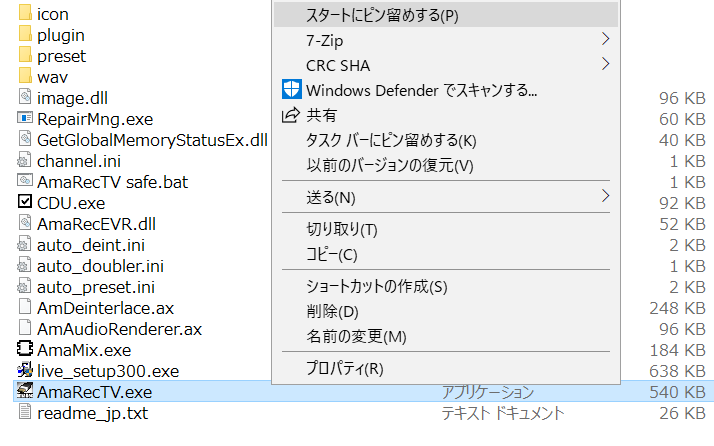 icon
plugin
preset
wav
image.dll 96 KB
RepairMng.exe 60 KB
GetGlobalMemoryStatusEx.dll 40 KB
channel.ini 1 KB
AmaRecTV safe.bat 1 KB
CDU.exe 92 KB
AmaRecEVR.dll 52 KB
auto_deint.ini 2 KB
auto_doubler.ini 1 KB
auto_preset.ini 2 KB
AmDeinterlace.ax 248 KB
AmAudioRenderer.ax 96 KB
AmaMix.exe 184 KB
live_setup300.exe 638 KB
AmaRecTV.exe アプリケーション 540 KB
readme_jp.txt テキスト ドキュメント 26 KB
スタートにピン留めする(P)
7-Zip
CRC SHA
Windows Defender でスキャンする...
共有
タスク バーにピン留めする(K)
以前のバージョンの復元(V)
送る(N)
切り取り(T)
コピー(C)
ショートカットの作成(S)
削除(D)
名前の変更(M)
プロパティ(R)